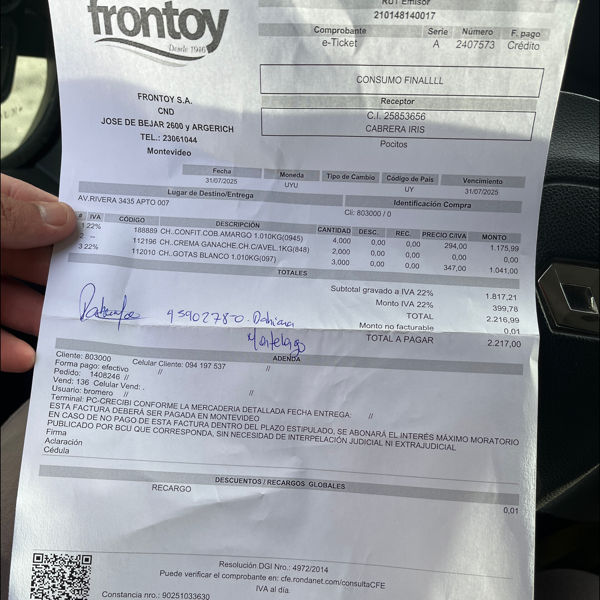 frontoy
Desde 1946
RUT Emisor
210148140017
Comprobante Serie Número F. pago
e-Ticket A 2407573 Crédito
CONSUMO FINALLLL
Receptor
C.I. 25853656
CABRERA IRIS
Pocitos
FRONTOY S.A.
CND
JOSE DE BEJAR 2600 y ARGERICH
TEL.: 23061044
Montevideo
Fecha Moneda Tipo de Cambio Código de País Vencimiento
31/07/2025 UYU UY 31/07/2025
Lugar de Destino/Entrega Identificación Compra
AV.RIVERA 3435 APTO 007 Cli: 803000 / 0
# IVA CÓDIGO DESCRIPCIÓN CANTIDAD DESC. REC. PRECIO C/IVA MONTO
1 22% 188889 CH..CONFIT.COB.AMARGO 1.010KG(0945) 4,000 0,00 0,00 294,00 1.175,99
2 -- 112196 CH..CREMA GANACHE.CH.C/AVEL.1KG(848) 2,000 0,00 0,00 0,00 0,00
3 22% 112010 CH..GOTAS BLANCO 1.010KG(097) 3,000 0,00 0,00 347,00 1.041,00
TOTALES
Subtotal gravado a IVA 22% 1.817,21
Monto IVA 22% 399,78
TOTAL 2.216,99
Monto no facturable 0,01
TOTAL A PAGAR 2.217,00
4590278-0. Dahiana
Montelago
ADENDA
Cliente: 803000 Celular Cliente: 094 197 537 //
Forma pago: efectivo //
Pedido: 1408246 // //
Vend: 136 Celular Vend: .
Usuario: bromero // //
Terminal: PC-CRECIBI CONFORME LA MERCADERIA DETALLADA FECHA ENTREGA: //
ESTA FACTURA DEBERÁ SER PAGADA EN MONTEVIDEO
EN CASO DE NO PAGO DE ESTA FACTURA DENTRO DEL PLAZO ESTIPULADO, SE ABONARÁ EL INTERÉS MÁXIMO MORATORIO
PUBLICADO POR BCU QUE CORRESPONDA, SIN NECESIDAD DE INTERPELACIÓN JUDICIAL NI EXTRAJUDICIAL
Firma
Aclaración
Cédula
DESCUENTOS / RECARGOS GLOBALES
RECARGO 0,01
Resolución DGI Nro.: 4972/2014
Puede verificar el comprobante en: cfe.rondanet.com/consultaCFE
IVA al día.
Constancia nro.: 90251033630